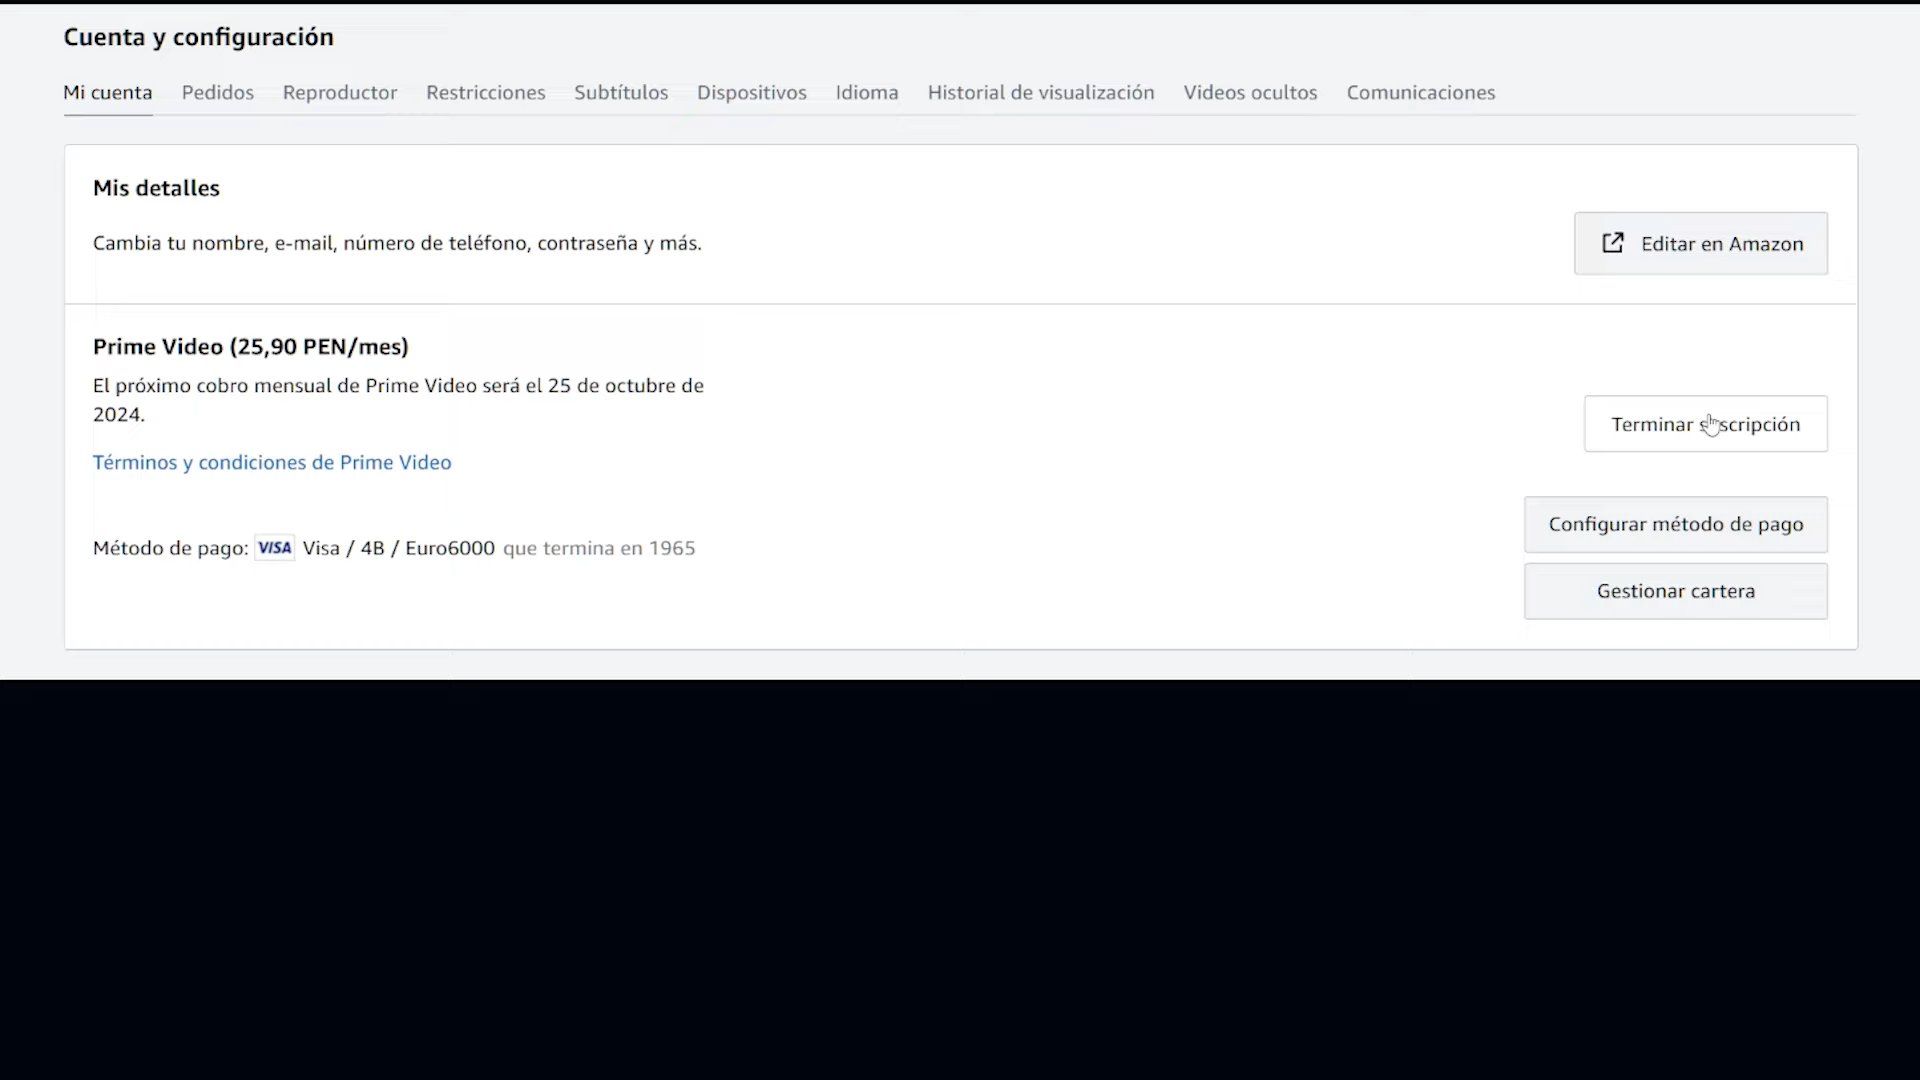 Cuenta y configuración
Mi cuenta Pedidos Reproductor Restricciones Subtítulos Dispositivos Idioma Historial de visualización Videos ocultos Comunicaciones
Mis detalles
Cambia tu nombre, e-mail, número de teléfono, contraseña y más.
Editar en Amazon
Prime Video (25,90 PEN/mes)
El próximo cobro mensual de Prime Video será el 25 de octubre de
2024.
Terminar suscripción
Términos y condiciones de Prime Video
Configurar método de pago
Método de pago: VISA Visa / 4B / Euro6000 que termina en 1965
Gestionar cartera